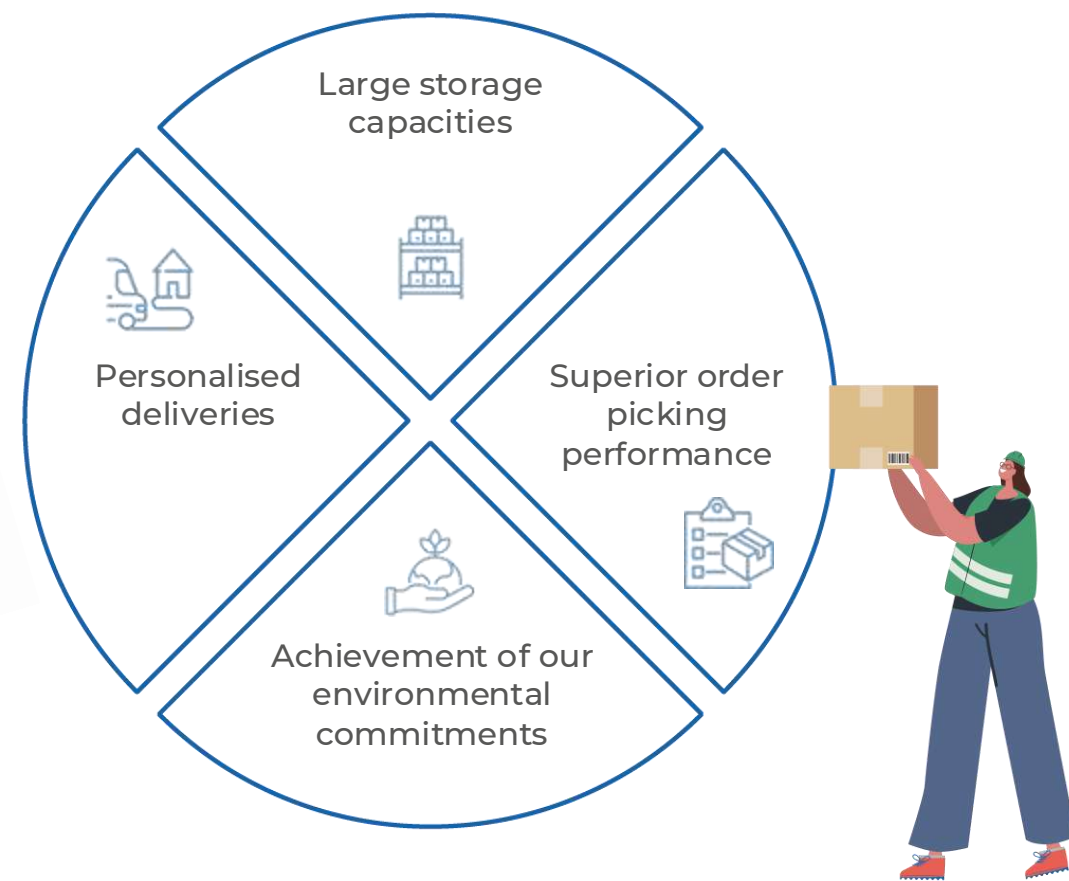 Large storage
capacities
Personalised
deliveries
Superior order
picking
performance
Achievement of our
environmental
commitments